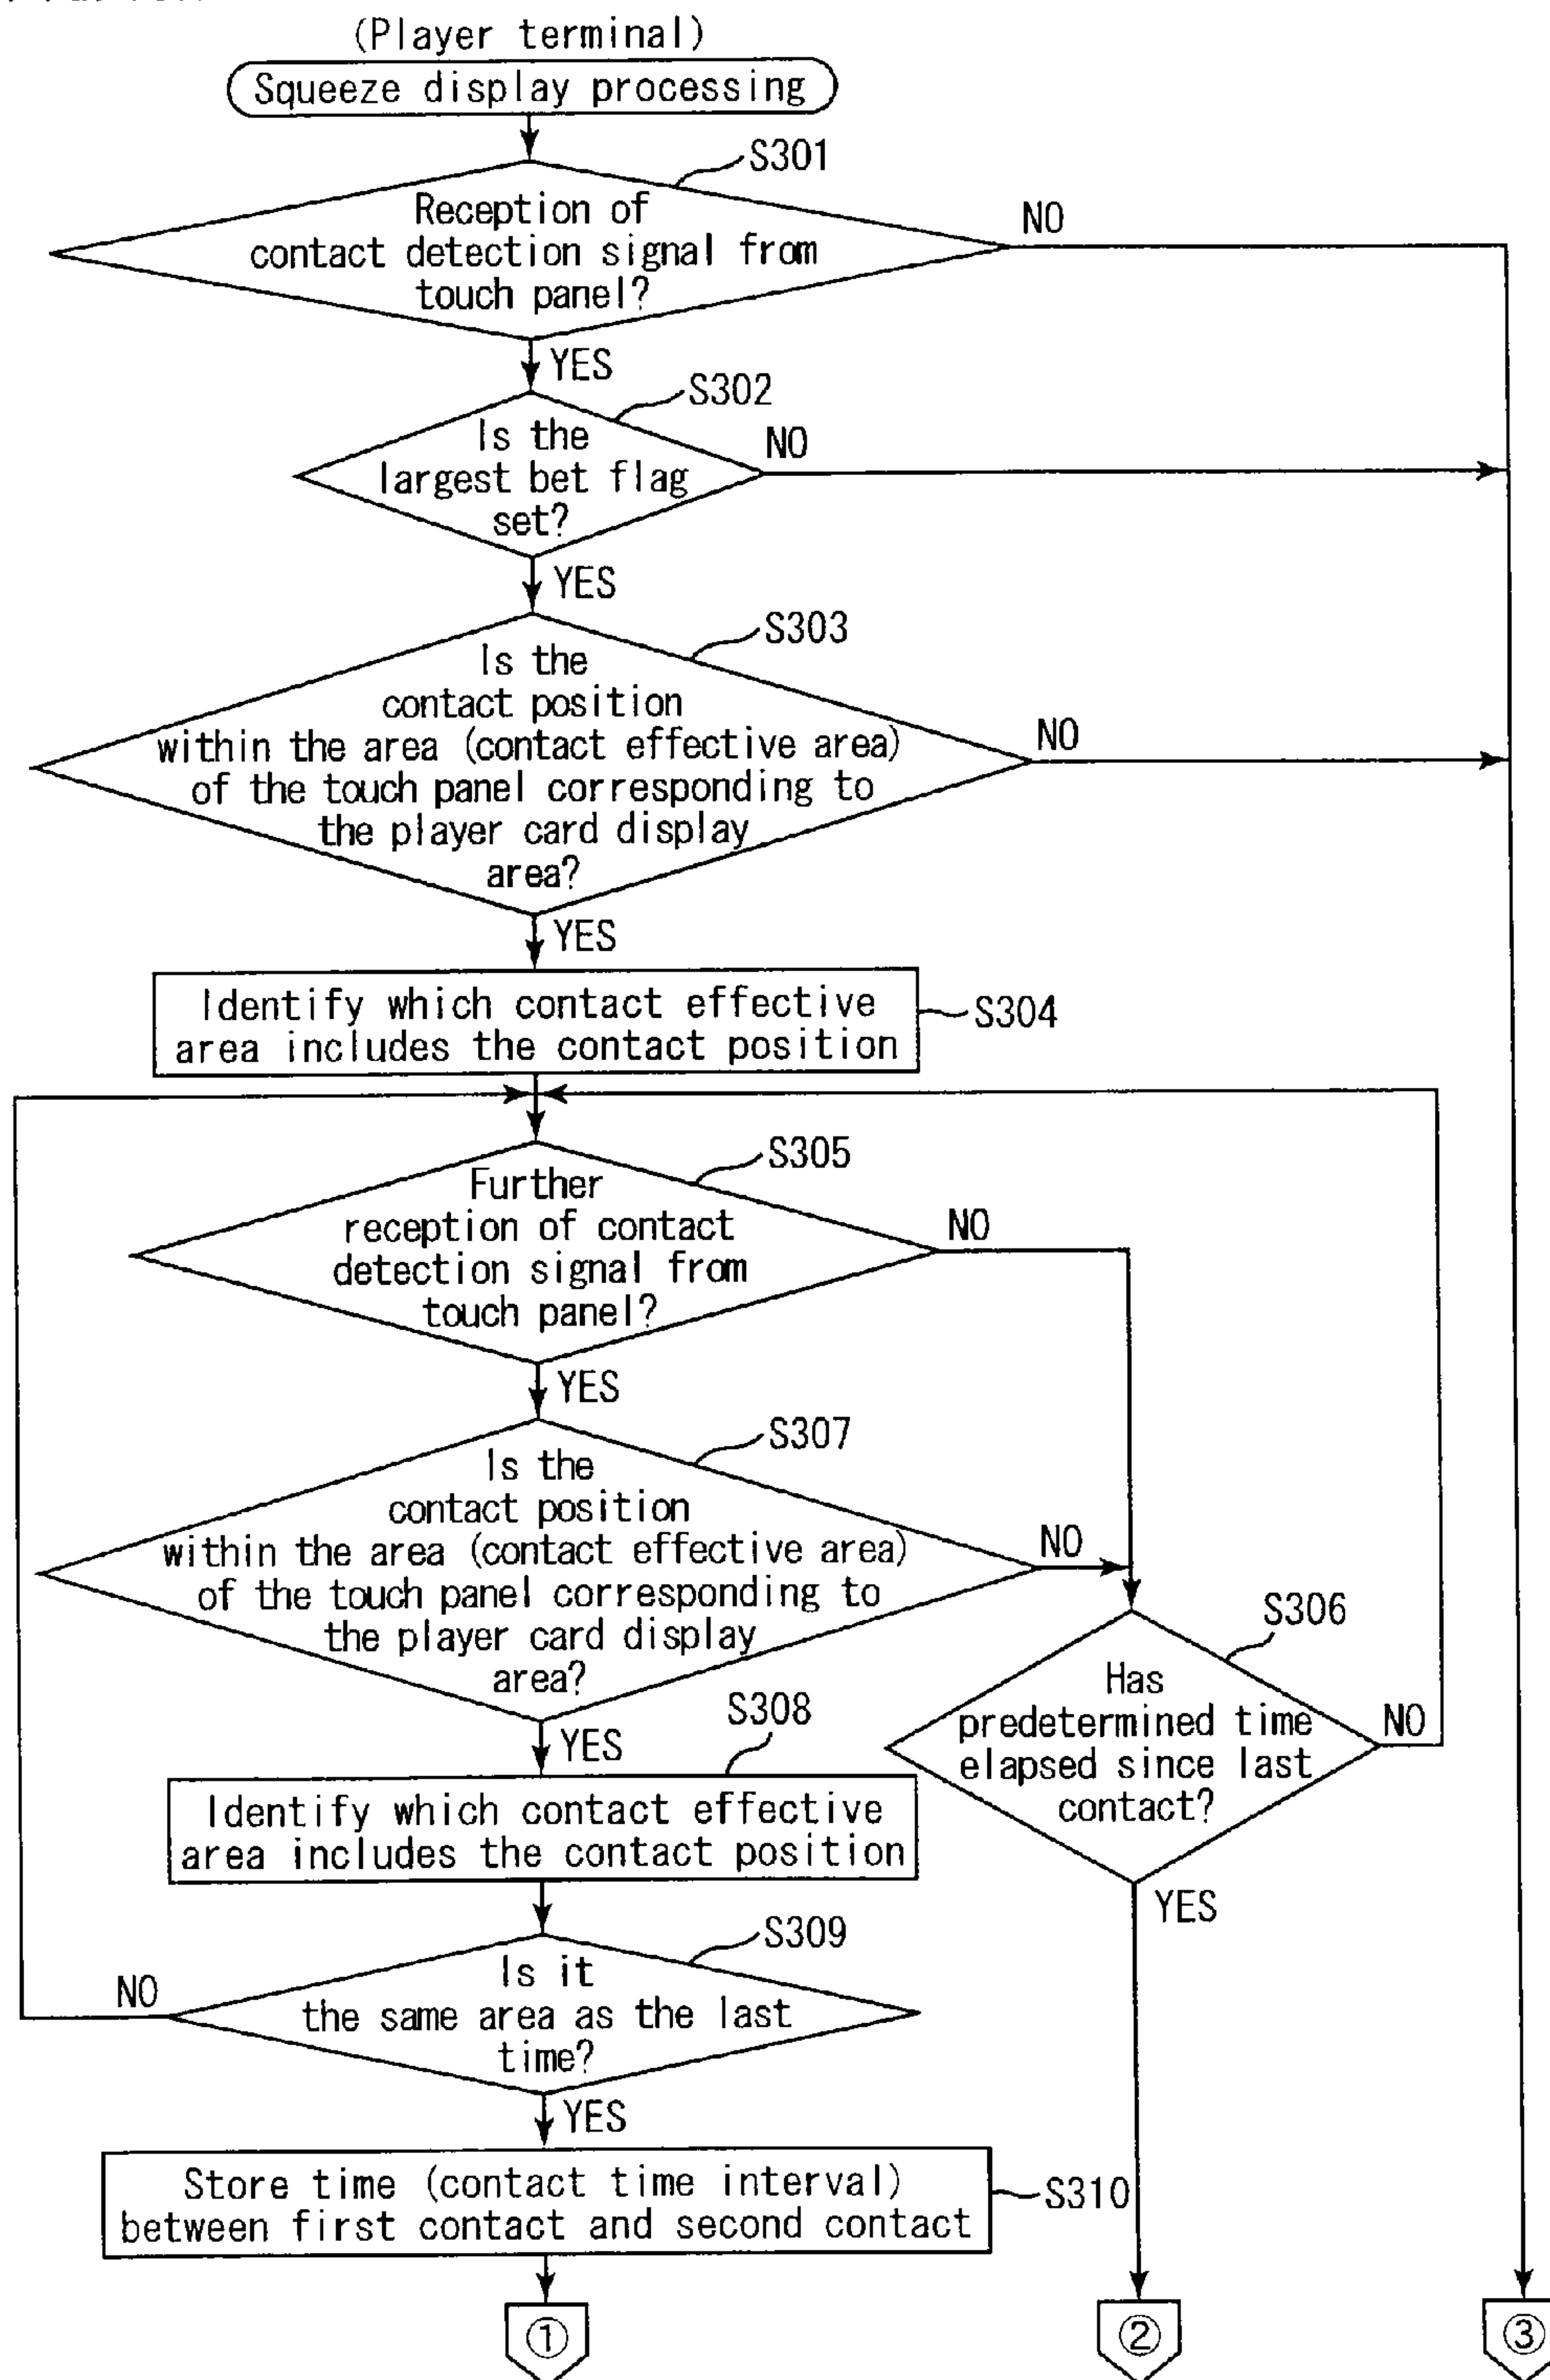 (Player terminal)
Squeeze display processing
S301
Reception of
contact detection signal from
touch panel?
NO
YES
S302
Is the
largest bet flag
set?
NO
YES
S303
Is the
contact position
within the area (contact effective area)
of the touch panel corresponding to
the player card display
area?
NO
YES
Identify which contact effective
area includes the contact position
S304
S305
Further
reception of contact
detection signal from
touch panel?
NO
YES
S307
Is the
contact position
within the area (contact effective area)
of the touch panel corresponding to
the player card display
area?
NO
YES
S306
Has
predetermined time
elapsed since last
contact?
NO
YES
S308
Identify which contact effective
area includes the contact position
S309
Is it
the same area as the last
time?
NO
YES
Store time (contact time interval)
between first contact and second contact
S310
①
②
③